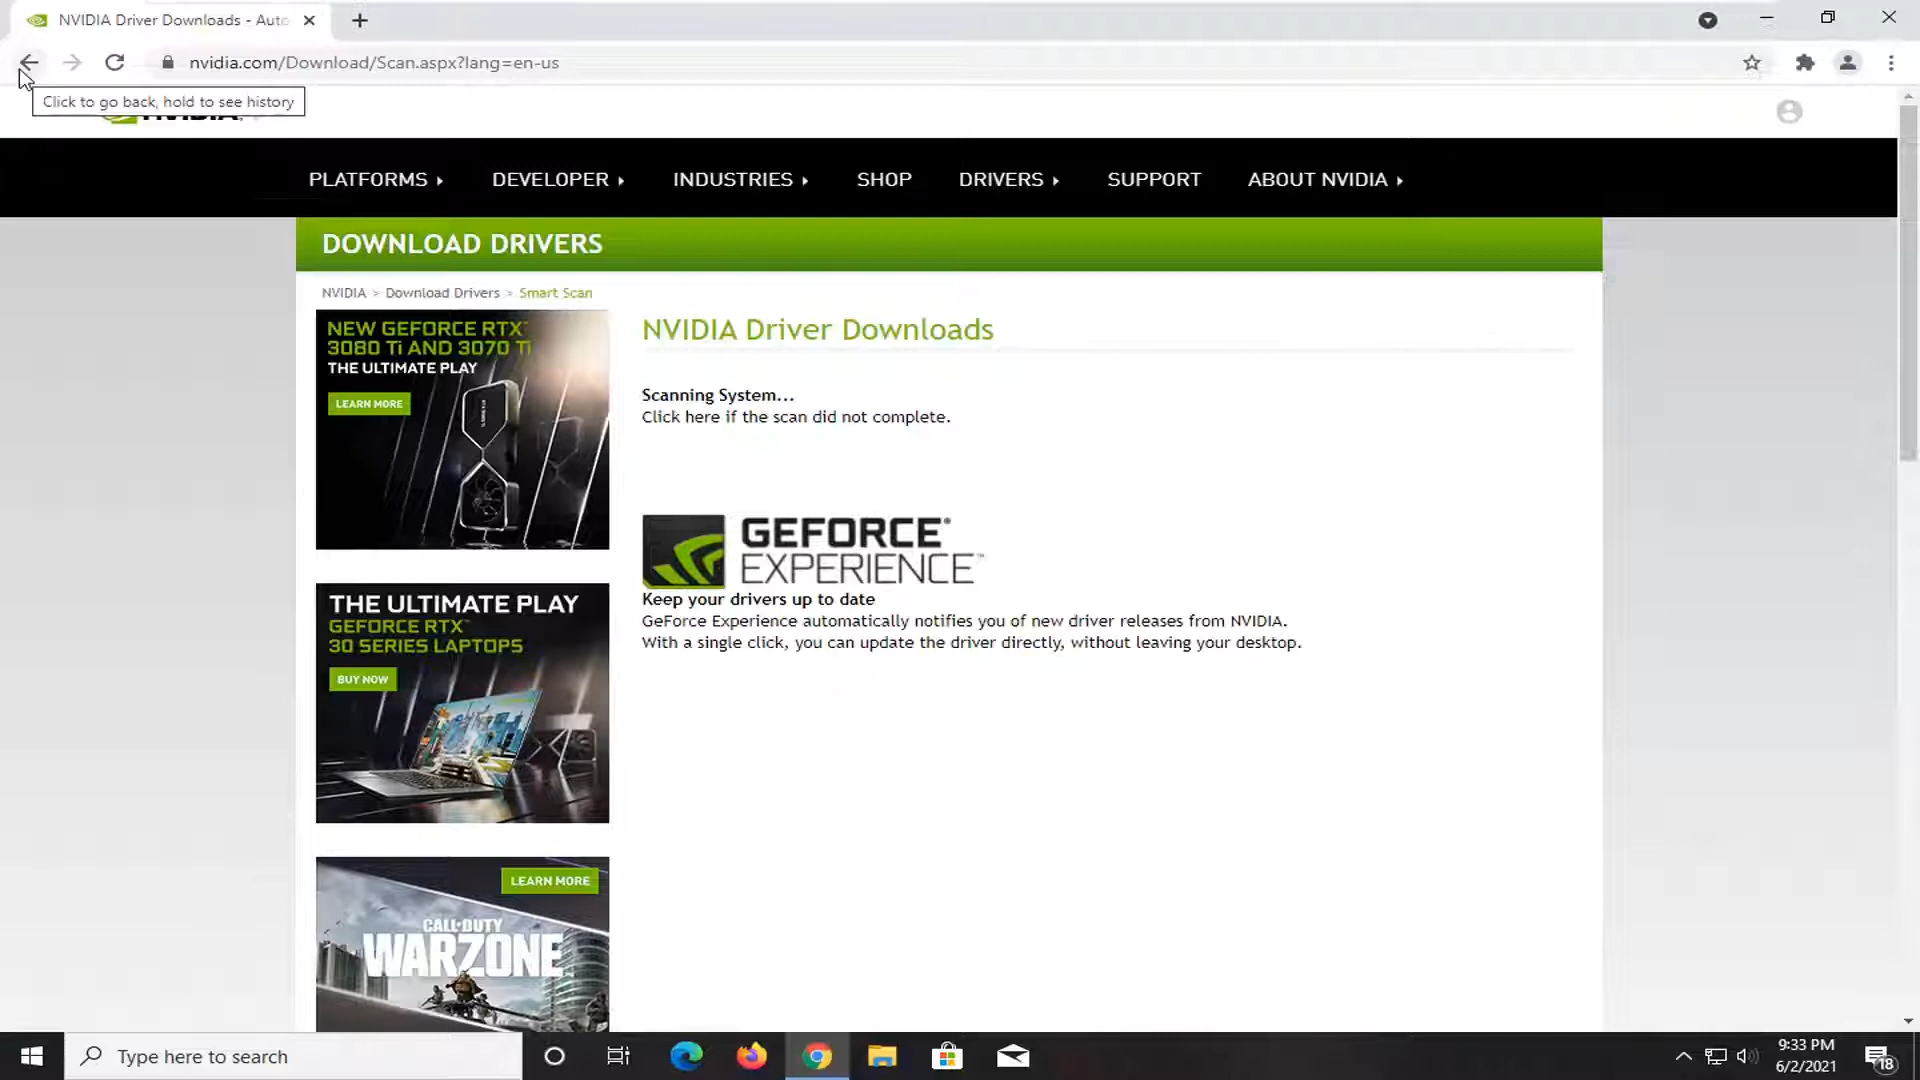 NVIDIA Driver Downloads - Auto
nvidia.com/Download/Scan.aspx?lang=en-us
Click to go back, hold to see history
PLATFORMS
DEVELOPER
INDUSTRIES
SHOP
DRIVERS
SUPPORT
ABOUT NVIDIA
DOWNLOAD DRIVERS
NVIDIA > Download Drivers > Smart Scan
NEW GEFORCE RTX™
3080 Ti AND 3070 Ti
THE ULTIMATE PLAY
LEARN MORE
NVIDIA Driver Downloads
Scanning System...
Click here if the scan did not complete.
GEFORCE®
EXPERIENCE™
Keep your drivers up to date
GeForce Experience automatically notifies you of new driver releases from NVIDIA.
With a single click, you can update the driver directly, without leaving your desktop.
THE ULTIMATE PLAY
GEFORCE RTX™
30 SERIES LAPTOPS
BUY NOW
LEARN MORE
CALL·DUTY
WARZONE
Type here to search
9:33 PM
6/2/2021
18